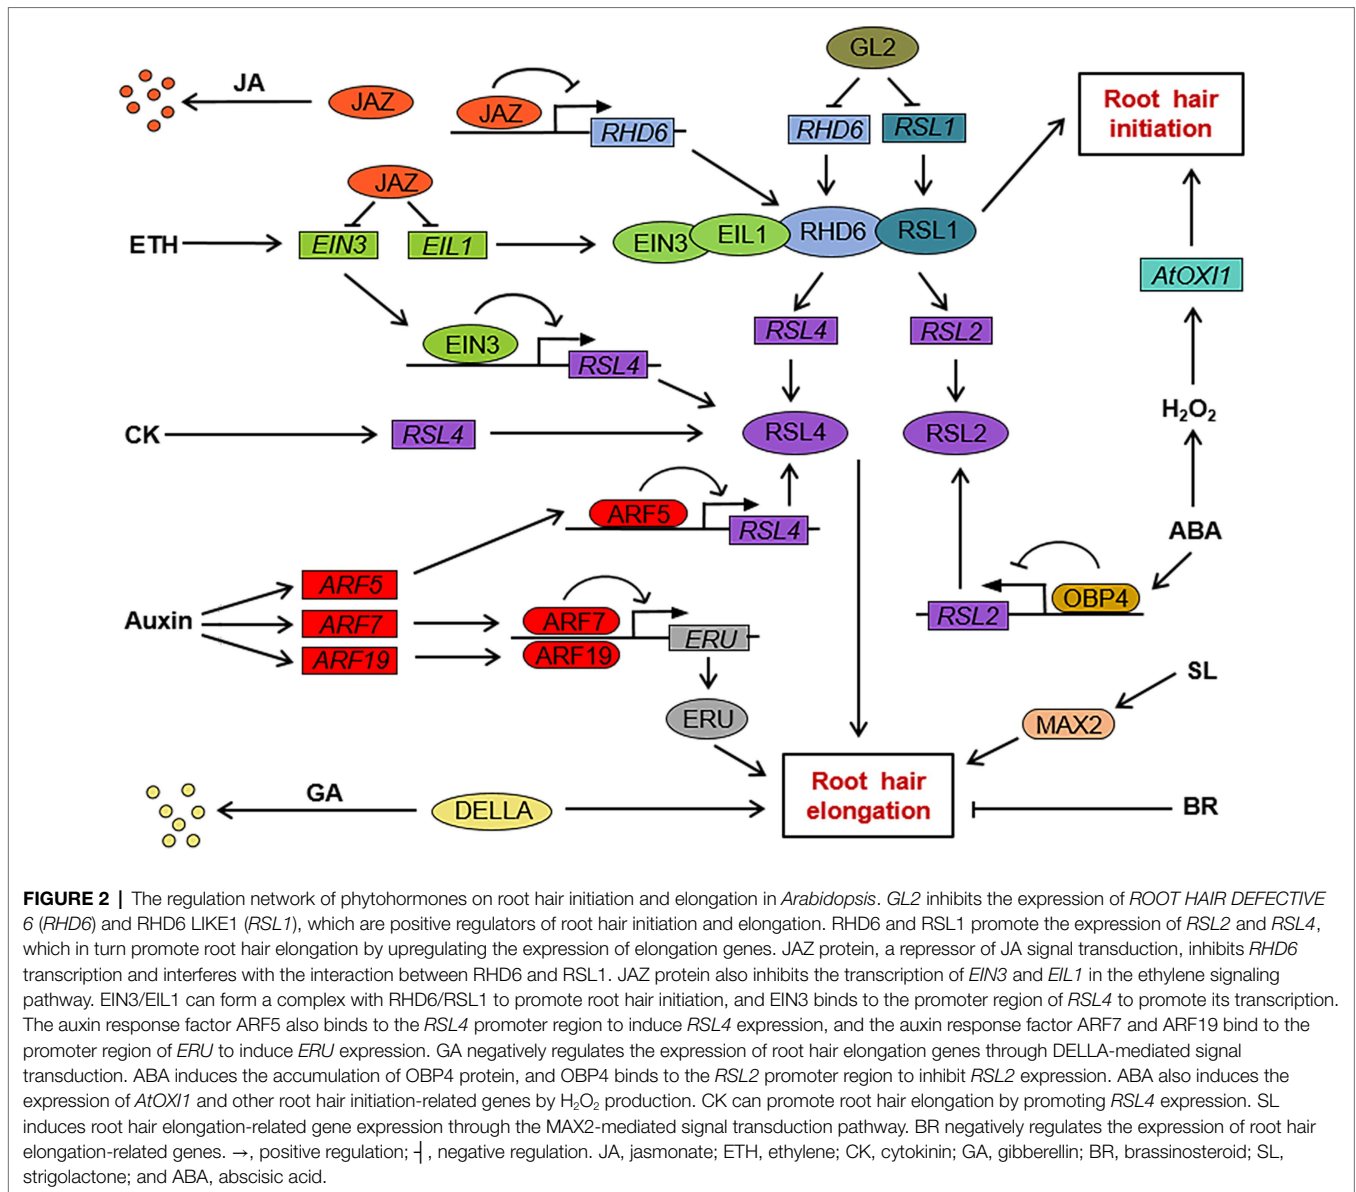 GL2
JA
JAZ
JAZ
RHD6
RHD6
RSL1
Root hair
initiation
JAZ
ETH
EIN3
EIL1
EIN3
EIL1
RHD6
RSL1
AtOXI1
EIN3
RSL4
RSL4
RSL2
H₂O₂
CK
RSL4
RSL4
RSL2
ARF5
RSL4
ABA
Auxin
ARF5
ARF7
ARF19
ARF7
ARF19
ERU
RSL2
OBP4
SL
ERU
MAX2
GA
DELLA
Root hair
elongation
BR
FIGURE 2 | The regulation network of phytohormones on root hair initiation and elongation in Arabidopsis. GL2 inhibits the expression of ROOT HAIR DEFECTIVE
6 (RHD6) and RHD6 LIKE1 (RSL1), which are positive regulators of root hair initiation and elongation. RHD6 and RSL1 promote the expression of RSL2 and RSL4,
which in turn promote root hair elongation by upregulating the expression of elongation genes. JAZ protein, a repressor of JA signal transduction, inhibits RHD6
transcription and interferes with the interaction between RHD6 and RSL1. JAZ protein also inhibits the transcription of EIN3 and EIL1 in the ethylene signaling
pathway. EIN3/EIL1 can form a complex with RHD6/RSL1 to promote root hair initiation, and EIN3 binds to the promoter region of RSL4 to promote its transcription.
The auxin response factor ARF5 also binds to the RSL4 promoter region to induce RSL4 expression, and the auxin response factor ARF7 and ARF19 bind to the
promoter region of ERU to induce ERU expression. GA negatively regulates the expression of root hair elongation genes through DELLA-mediated signal
transduction. ABA induces the accumulation of OBP4 protein, and OBP4 binds to the RSL2 promoter region to inhibit RSL2 expression. ABA also induces the
expression of AtOXI1 and other root hair initiation-related genes by H₂O₂ production. CK can promote root hair elongation by promoting RSL4 expression. SL
induces root hair elongation-related gene expression through the MAX2-mediated signal transduction pathway. BR negatively regulates the expression of root hair
elongation-related genes. →, positive regulation; ┤, negative regulation. JA, jasmonate; ETH, ethylene; CK, cytokinin; GA, gibberellin; BR, brassinosteroid; SL,
strigolactone; and ABA, abscisic acid.